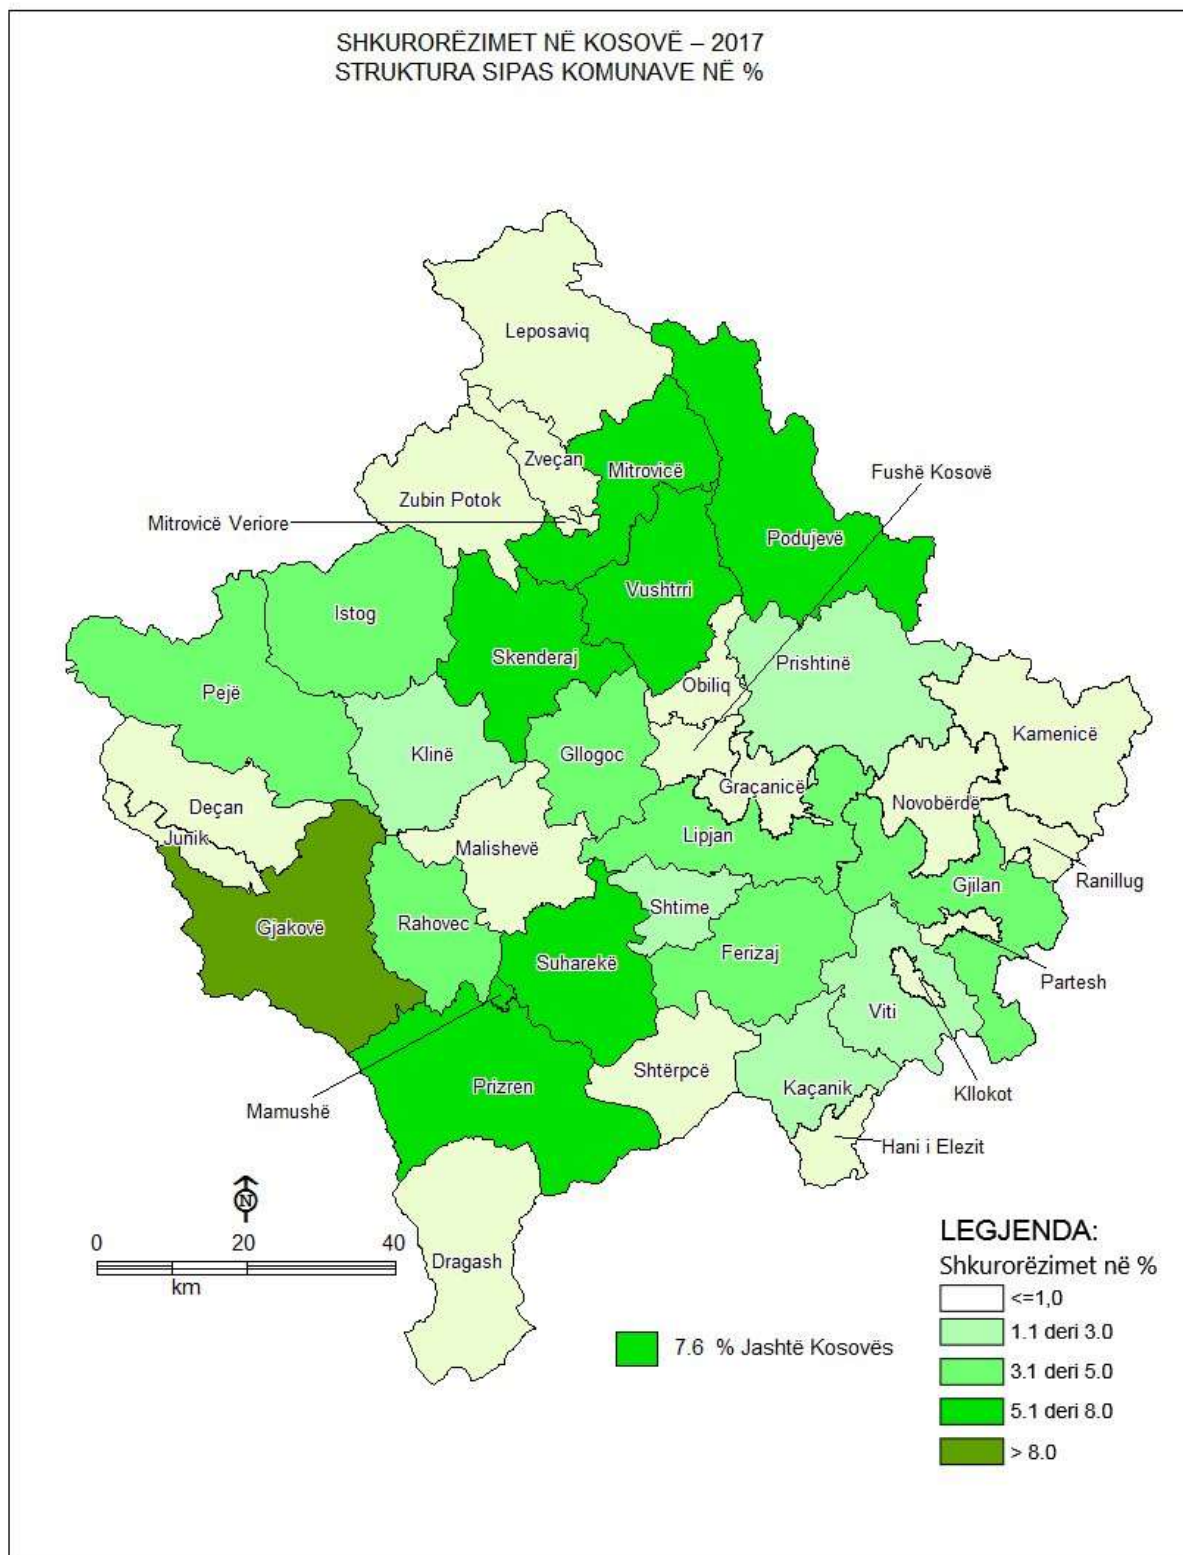 SHKURORËZIMET NË KOSOVË – 2017
STRUKTURA SIPAS KOMUNAVE NË %
Leposaviq
Zveçan
Mitrovicë
Fushë Kosovë
Zubin Potok
Mitrovicë Veriore
Podujevë
Vushtrri
Istog
Skenderaj
Prishtinë
Pejë
Obiliq
Kamenicë
Klinë
Gllogoc
Graçanicë
Deçan
Novobërdë
Junik
Malishevë
Lipjan
Ranillug
Gjilan
Shtime
Gjakovë
Rahovec
Ferizaj
Suharekë
Partesh
Viti
Shtërpcë
Prizren
Kaçanik
Kllokot
Mamushë
Hani i Elezit
N
0 20 40
km
Dragash
7.6 % Jashtë Kosovës
LEGJENDA:
Shkurorëzimet në %
<=1,0
1.1 deri 3.0
3.1 deri 5.0
5.1 deri 8.0
> 8.0